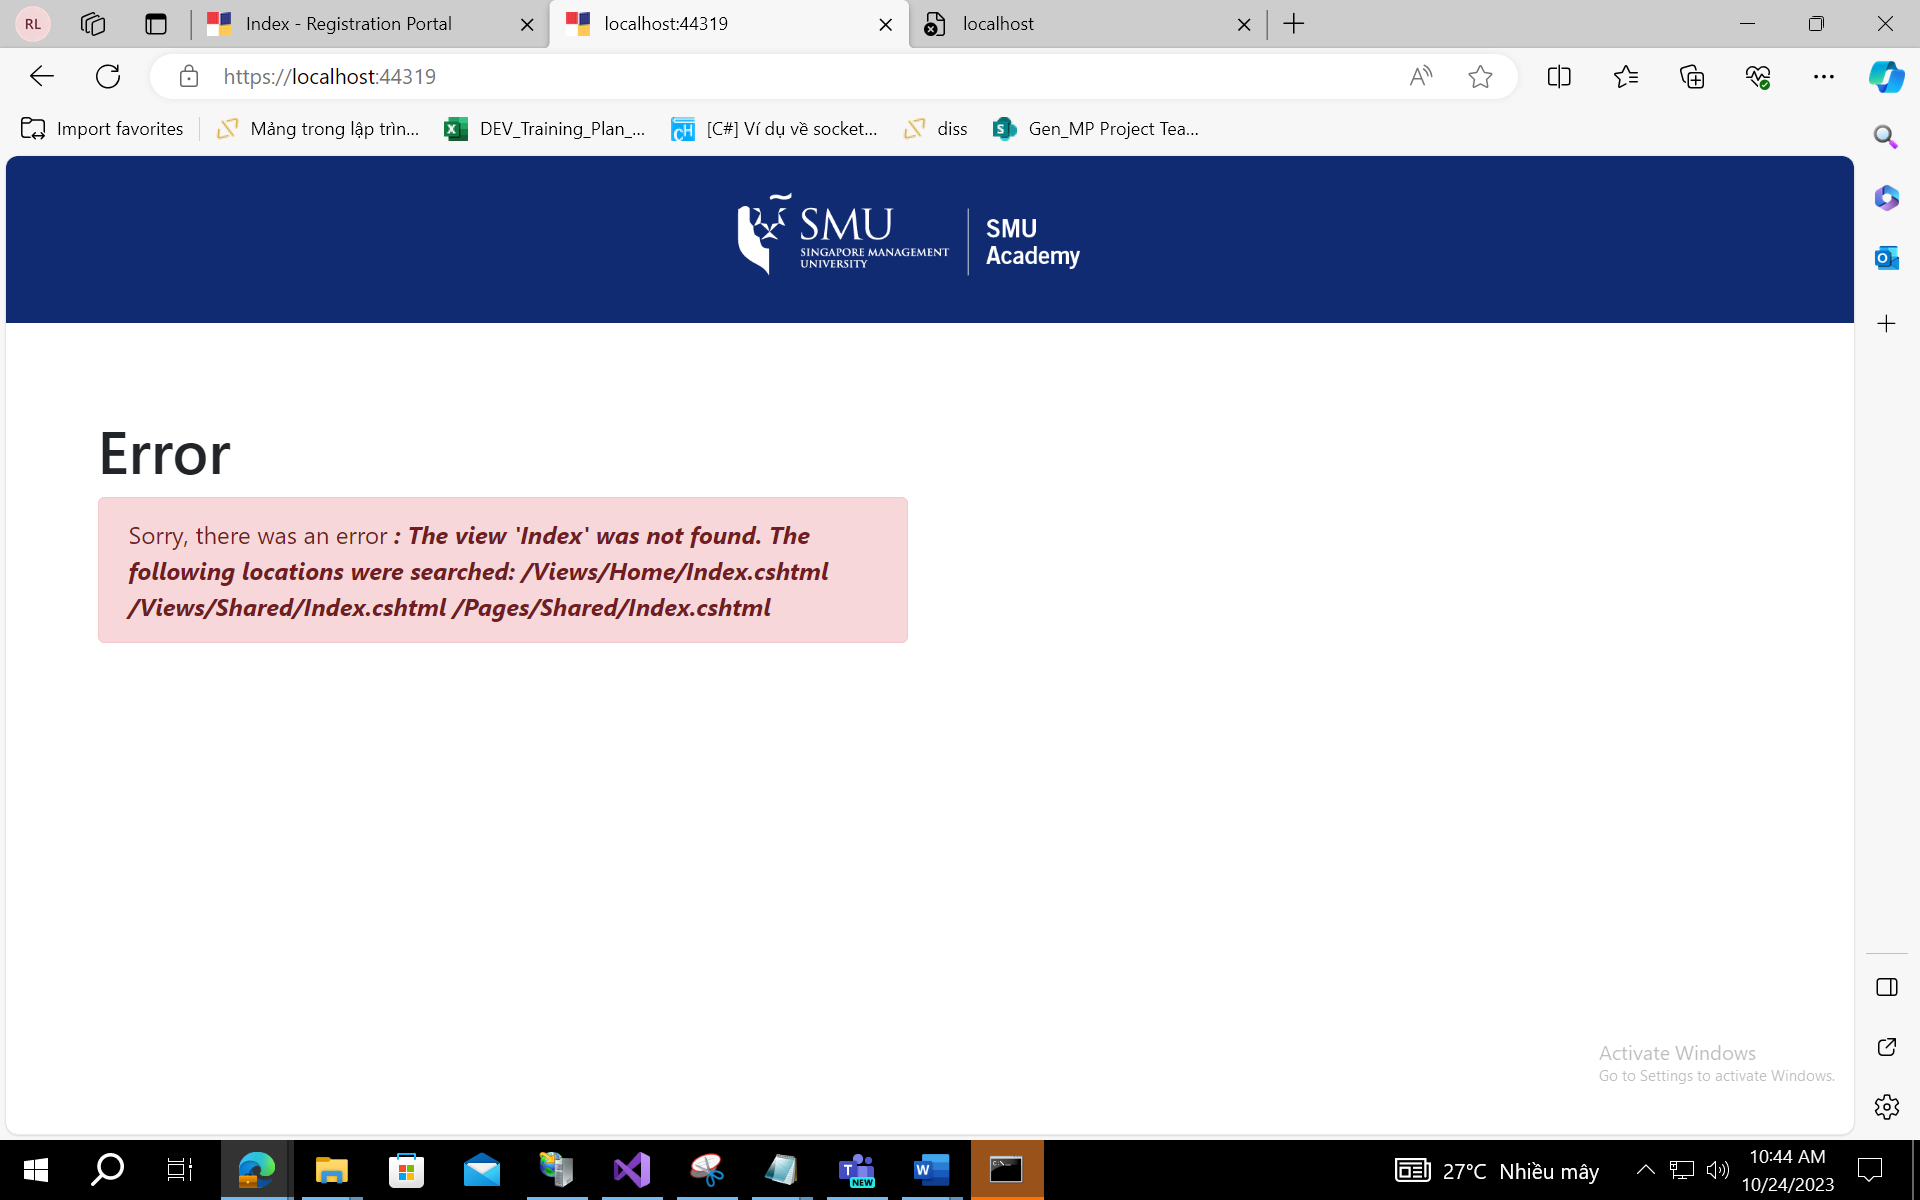 RL
Index - Registration Portal
localhost:44319
localhost
https://localhost:44319
Import favorites
Mảng trong lập trìn...
DEV_Training_Plan_...
[C#] Ví dụ về socket...
diss
Gen_MP Project Tea...
SMU
SINGAPORE MANAGEMENT
UNIVERSITY
SMU
Academy
Error
Sorry, there was an error : The view 'Index' was not found. The
following locations were searched: /Views/Home/Index.cshtml
/Views/Shared/Index.cshtml /Pages/Shared/Index.cshtml
Activate Windows
Go to Settings to activate Windows.
NEW
27°C Nhiều mây
10:44 AM
10/24/2023